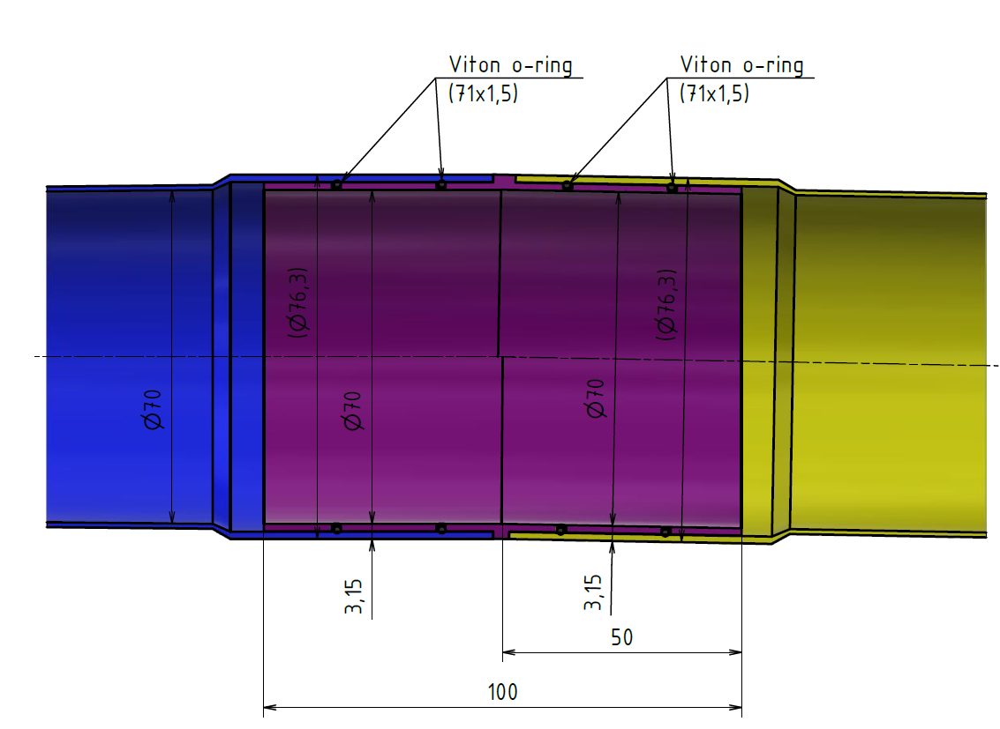 Viton o-ring
(71x1,5)
Viton o-ring
(71x1,5)
(Ø76,3)
(Ø76,3)
Ø70
Ø70
Ø70
3,15
3,15
50
100